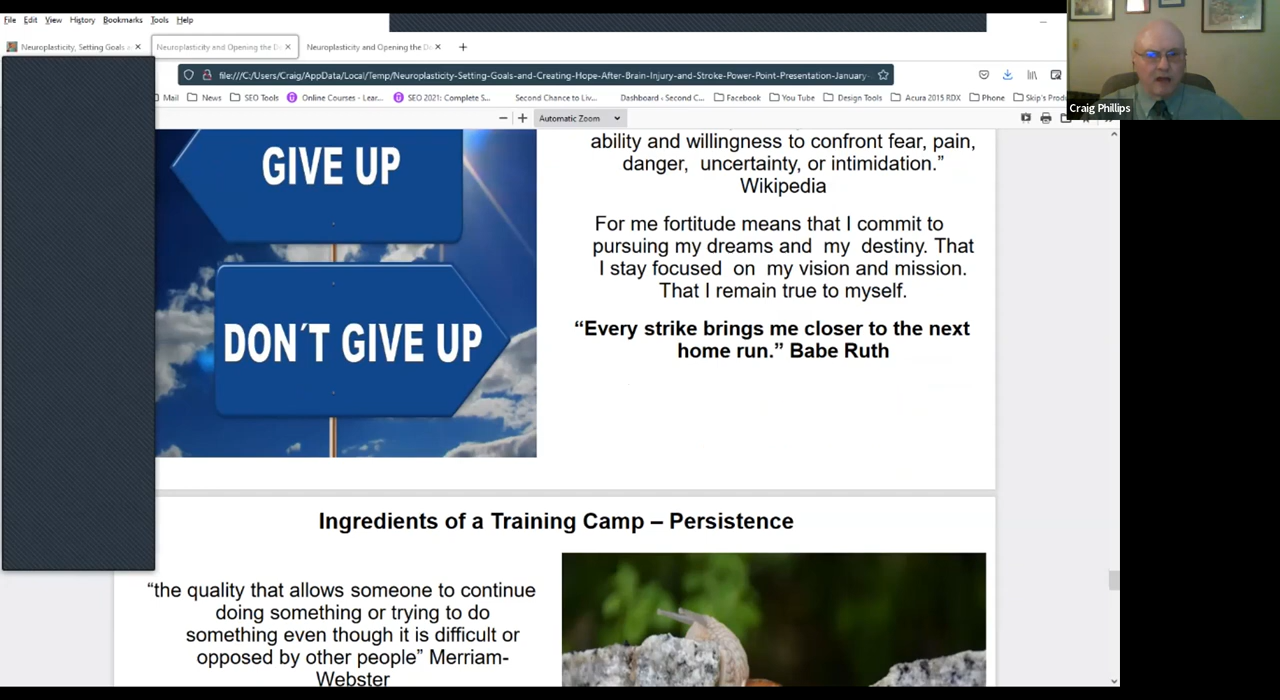 File Edit View History Bookmarks Tools Help
Neuroplasticity, Setting Goals a
Neuroplasticity and Opening the D
Neuroplasticity and Opening the De
file:///C:/Users/Craig/AppData/Local/Temp/Neuroplasticity-Setting-Goals-and-Creating-Hope-After-Brain-Injury-and-Stroke-Power-Point-Presentation-January-
Mail News SEO Tools Online Courses - Lear... SEO 2021: Complete S... Second Chance to Liv... Dashboard ‹ Second C... Facebook You Tube Design Tools Acura 2015 RDX Phone Skip's Produ
Automatic Zoom
Craig Phillips
GIVE UP
DON´T GIVE UP
ability and willingness to confront fear, pain,
danger, uncertainty, or intimidation.”
Wikipedia
For me fortitude means that I commit to
pursuing my dreams and my destiny. That
I stay focused on my vision and mission.
That I remain true to myself.
“Every strike brings me closer to the next
home run.” Babe Ruth
Ingredients of a Training Camp – Persistence
“the quality that allows someone to continue
doing something or trying to do
something even though it is difficult or
opposed by other people” Merriam-
Webster